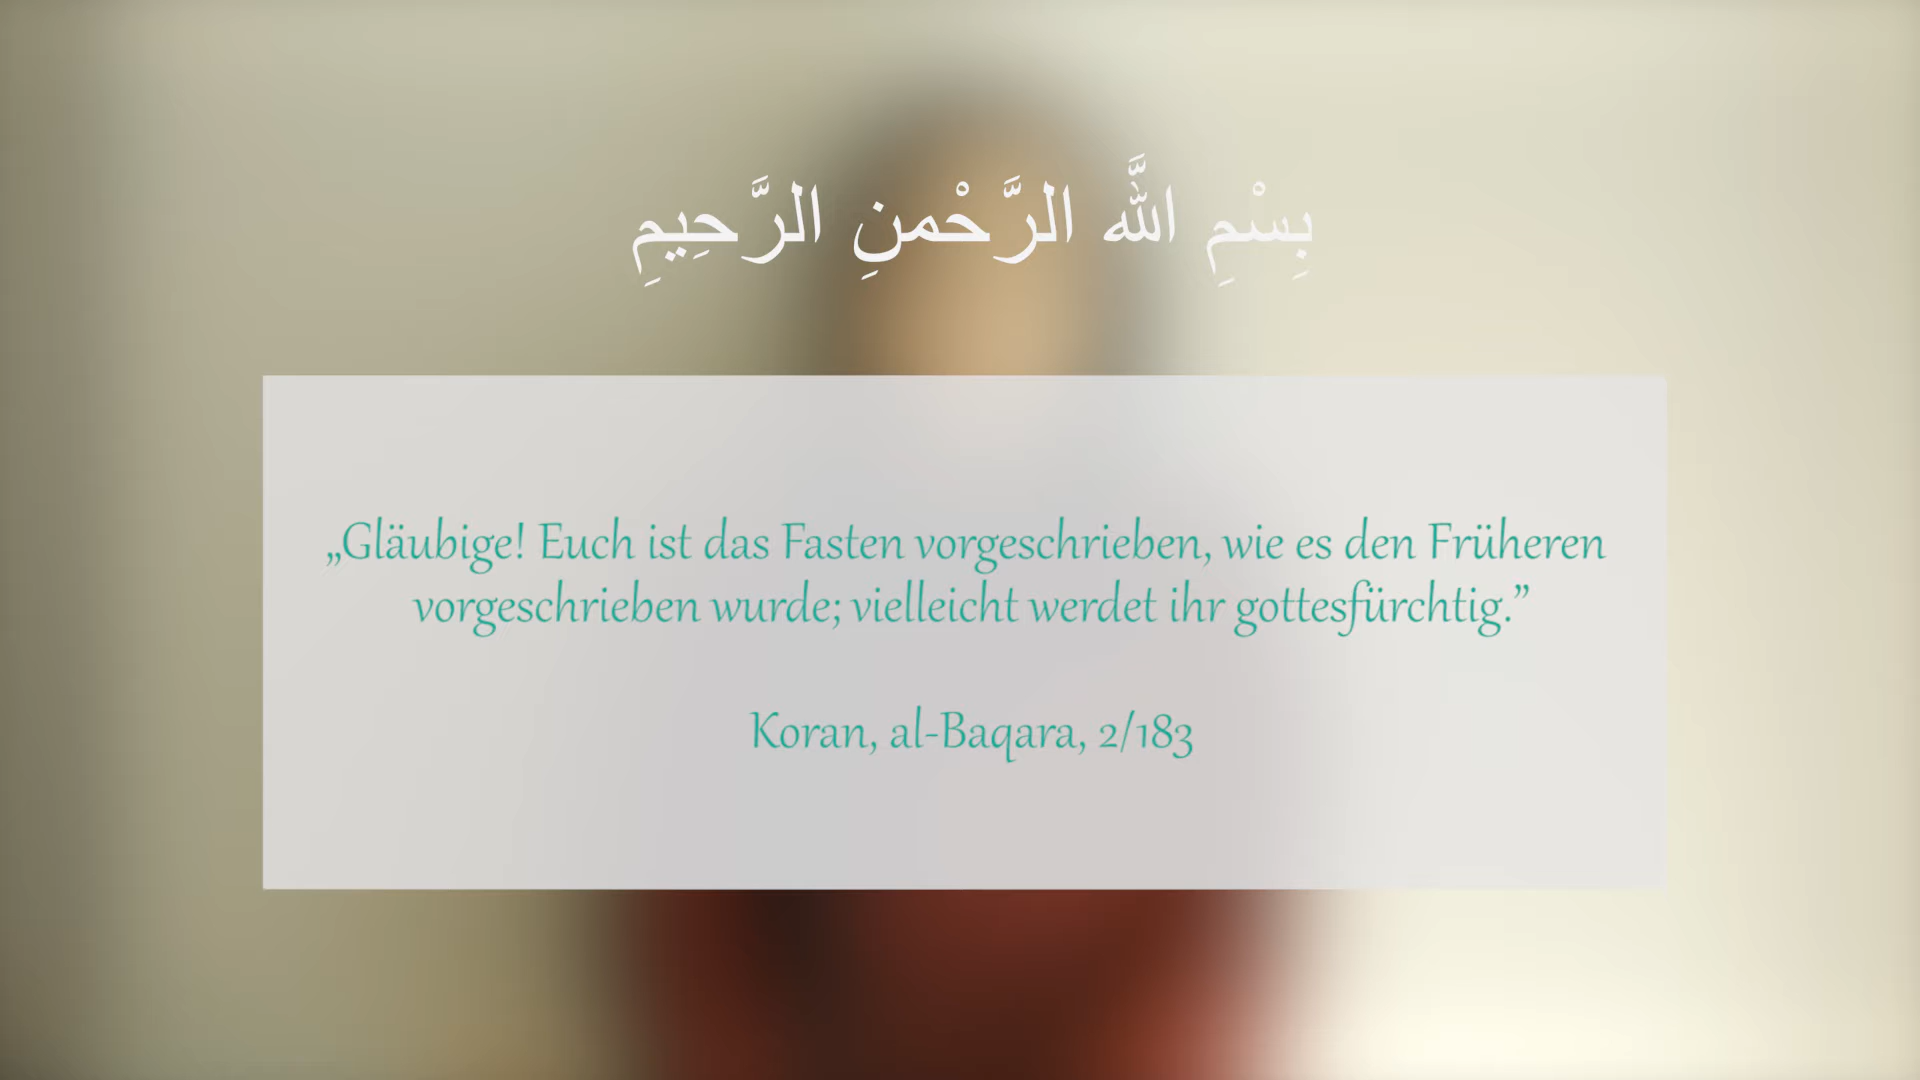 بِسْمِ اللَّه الرَّحْمنِ الرَّحِيمِ
„Gläubige! Euch ist das Fasten vorgeschrieben, wie es den Früheren
vorgeschrieben wurde; vielleicht werdet ihr gottesfürchtig.”
Koran, al-Baqara, 2/183